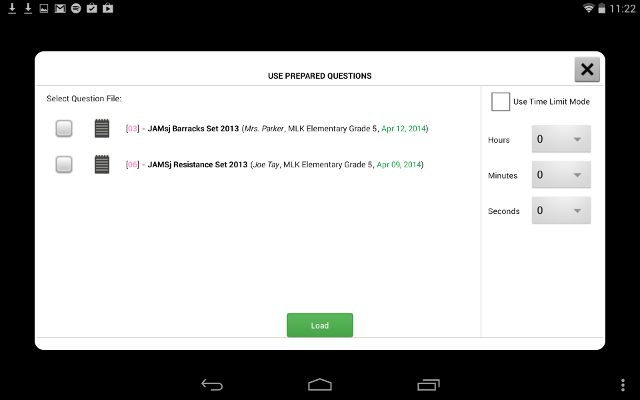 11:22
USE PREPARED QUESTIONS
Select Question File:
[03] - JAMsj Barracks Set 2013 (Mrs. Parker, MLK Elementary Grade 5, Apr 12, 2014)
[06] - JAMSj Resistance Set 2013 (Joe Tay, MLK Elementary Grade 5, Apr 09, 2014)
Use Time Limit Mode
Hours 0
Minutes 0
Seconds 0
Load